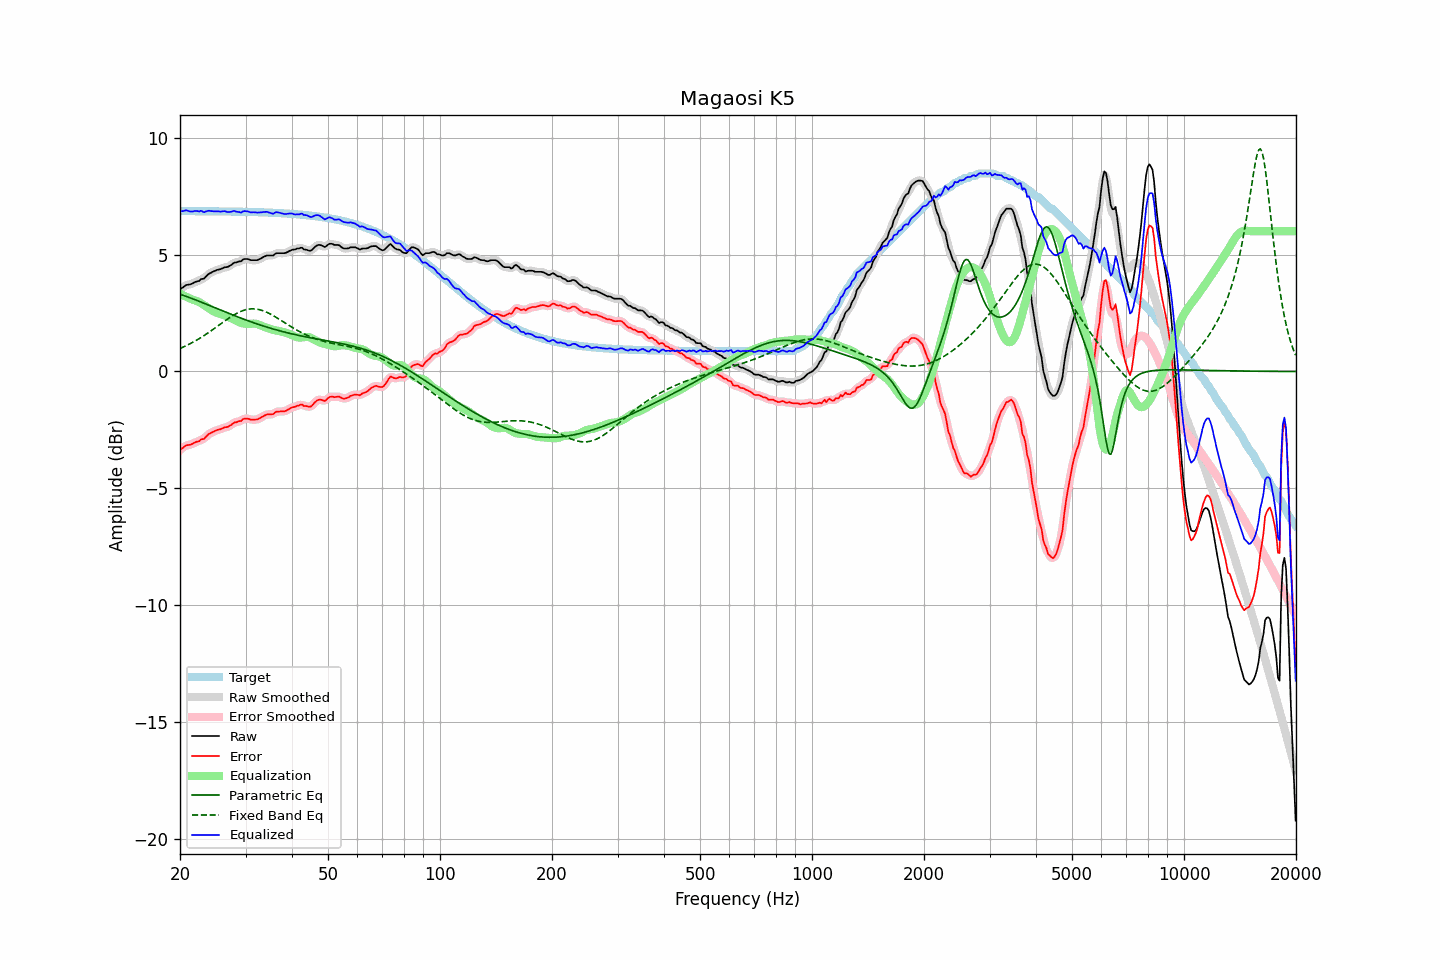 Magaosi K5
10
5
0
−5
−10
−15
−20
Amplitude (dBr)
Target
Raw Smoothed
Error Smoothed
Raw
Error
Equalization
Parametric Eq
Fixed Band Eq
Equalized
20 50 100 200 500 1000 2000 5000 10000 20000
Frequency (Hz)